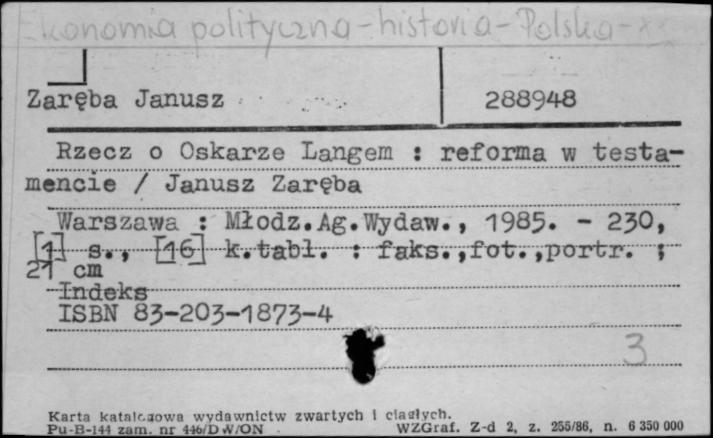 Ekonomia polityczna - historia - Polska - XX
Zaręba Janusz 288948
Rzecz o Oskarze Langem : reforma w testa-
mencie / Janusz Zaręba
Warszawa : Młodz.Ag.Wydaw., 1985. - 230,
[1] s., [16] k.tabl. : faks.,fot.,portr. ;
21 cm
Indeks
ISBN 83-203-1873-4
3
Karta katalogowa wydawnictw zwartych i ciągłych.
Pu-B-144 zam. nr 446/DW/ON WZGraf. Z-d 2, z. 255/86, n. 6 350 000